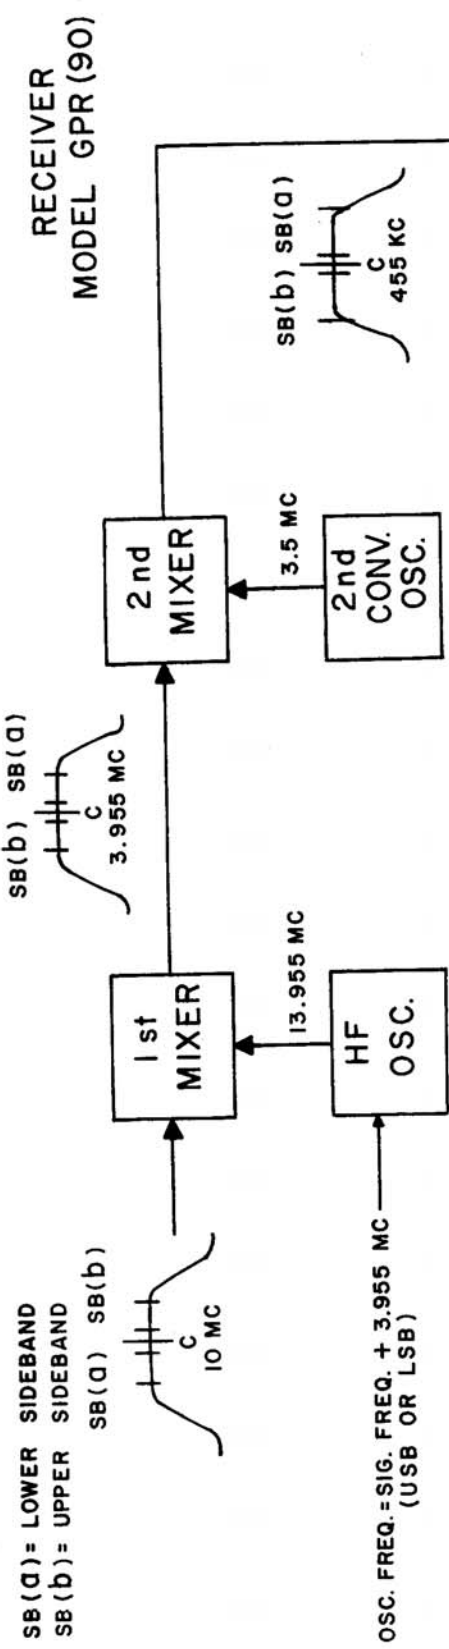 RECEIVER
MODEL GPR(90)
SB(a)= LOWER SIDEBAND
SB(b)= UPPER SIDEBAND
SB(a) SB(b)
C
10 MC
1st
MIXER
13.955 MC
HF
OSC.
OSC. FREQ. = SIG. FREQ. + 3.955 MC
(USB OR LSB)
SB(b) SB(a)
C
3.955 MC
2nd
MIXER
3.5 MC
2nd
CONV.
OSC.
SB(b) SB(a)
C
455 KC